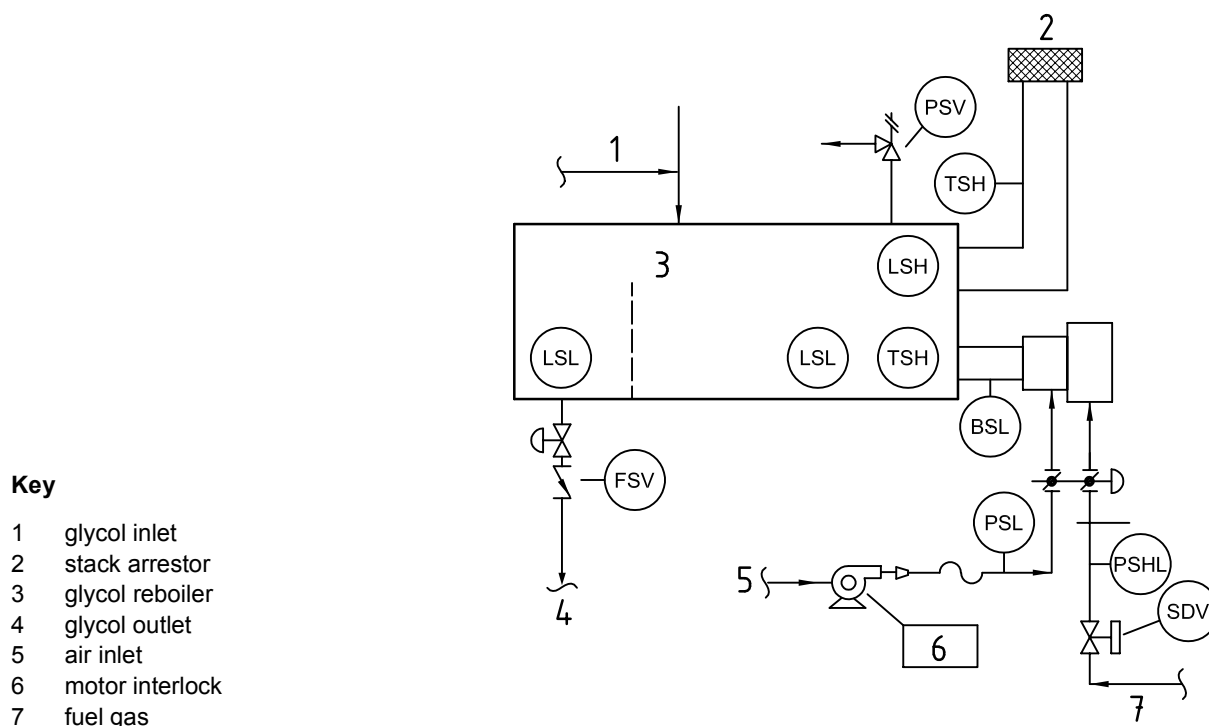 2
PSV
1
TSH
3
LSH
LSL
LSL
TSH
BSL
FSV
PSL
PSHL
5
4
SDV
6
7
Key
1 glycol inlet
2 stack arrestor
3 glycol reboiler
4 glycol outlet
5 air inlet
6 motor interlock
7 fuel gas